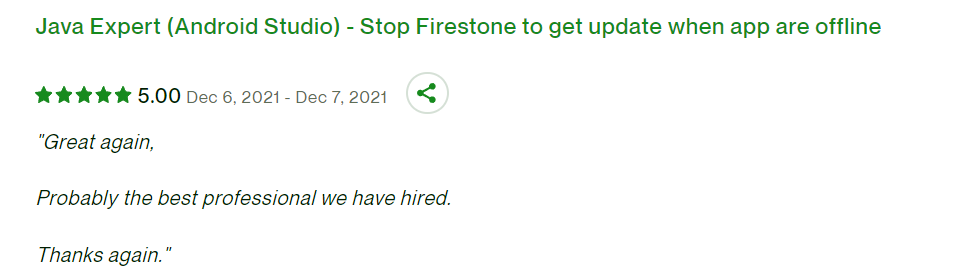 Java Expert (Android Studio) - Stop Firestone to get update when app are offline
5.00 Dec 6, 2021 - Dec 7, 2021
"Great again,
Probably the best professional we have hired.
Thanks again."